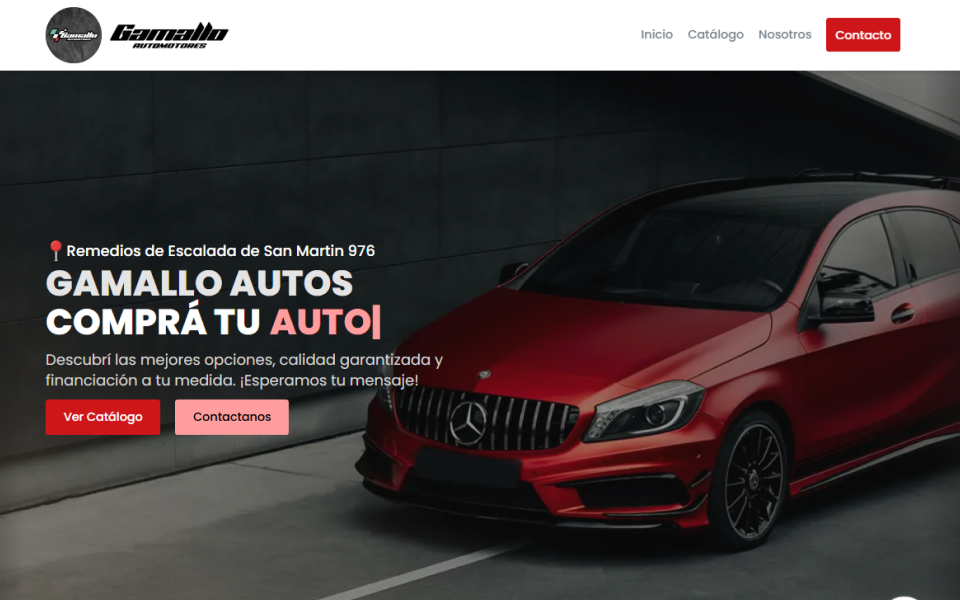 Gamallo
Gamallo
AUTOMOTORES
Inicio
Catálogo
Nosotros
Contacto
Remedios de Escalada de San Martin 976
GAMALLO AUTOS
COMPRÁ TU AUTO|
Descubrí las mejores opciones, calidad garantizada y
financiación a tu medida. ¡Esperamos tu mensaje!
Ver Catálogo
Contactanos